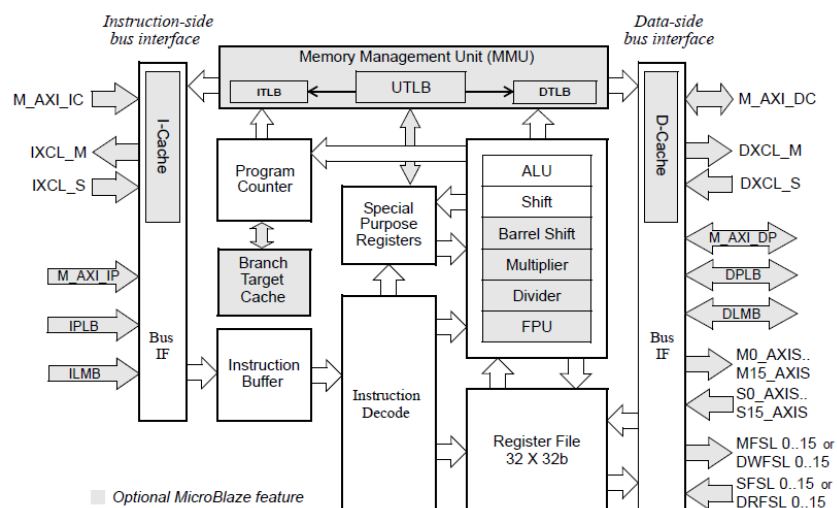 Instruction-side
bus interface
Data-side
bus interface
Memory Management Unit (MMU)
ITLB
UTLB
DTLB
M_AXI_IC
IXCL_M
IXCL_S
M_AXI_IP
IPLB
ILMB
I-Cache
Bus
IF
Program
Counter
Branch
Target
Cache
Instruction
Buffer
Special
Purpose
Registers
Instruction
Decode
ALU
Shift
Barrel Shift
Multiplier
Divider
FPU
Register File
32 X 32b
D-Cache
Bus
IF
M_AXI_DC
DXCL_M
DXCL_S
M_AXI_DP
DPLB
DLMB
M0_AXIS..
M15_AXIS
S0_AXIS..
S15_AXIS
MFSL 0..15 or
DWFSL 0..15
SFSL 0..15 or
DRFSL 0..15
Optional MicroBlaze feature